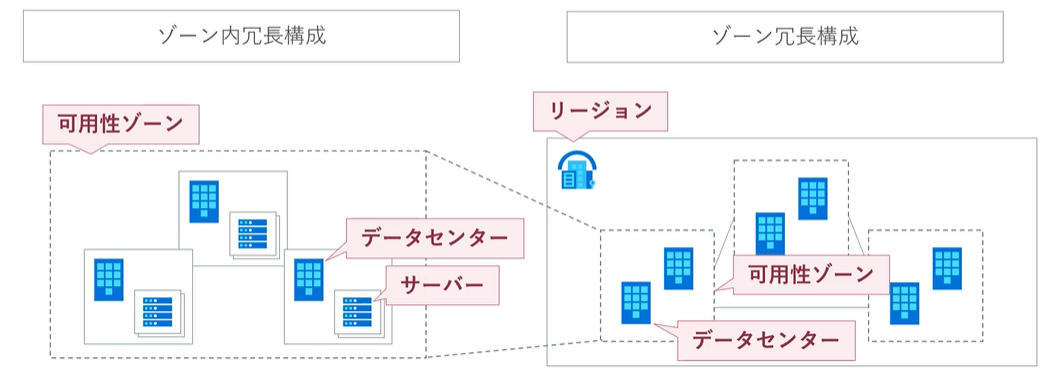 ゾーン内冗長構成
ゾーン冗長構成
可用性ゾーン
リージョン
データセンター
サーバー
可用性ゾーン
データセンター